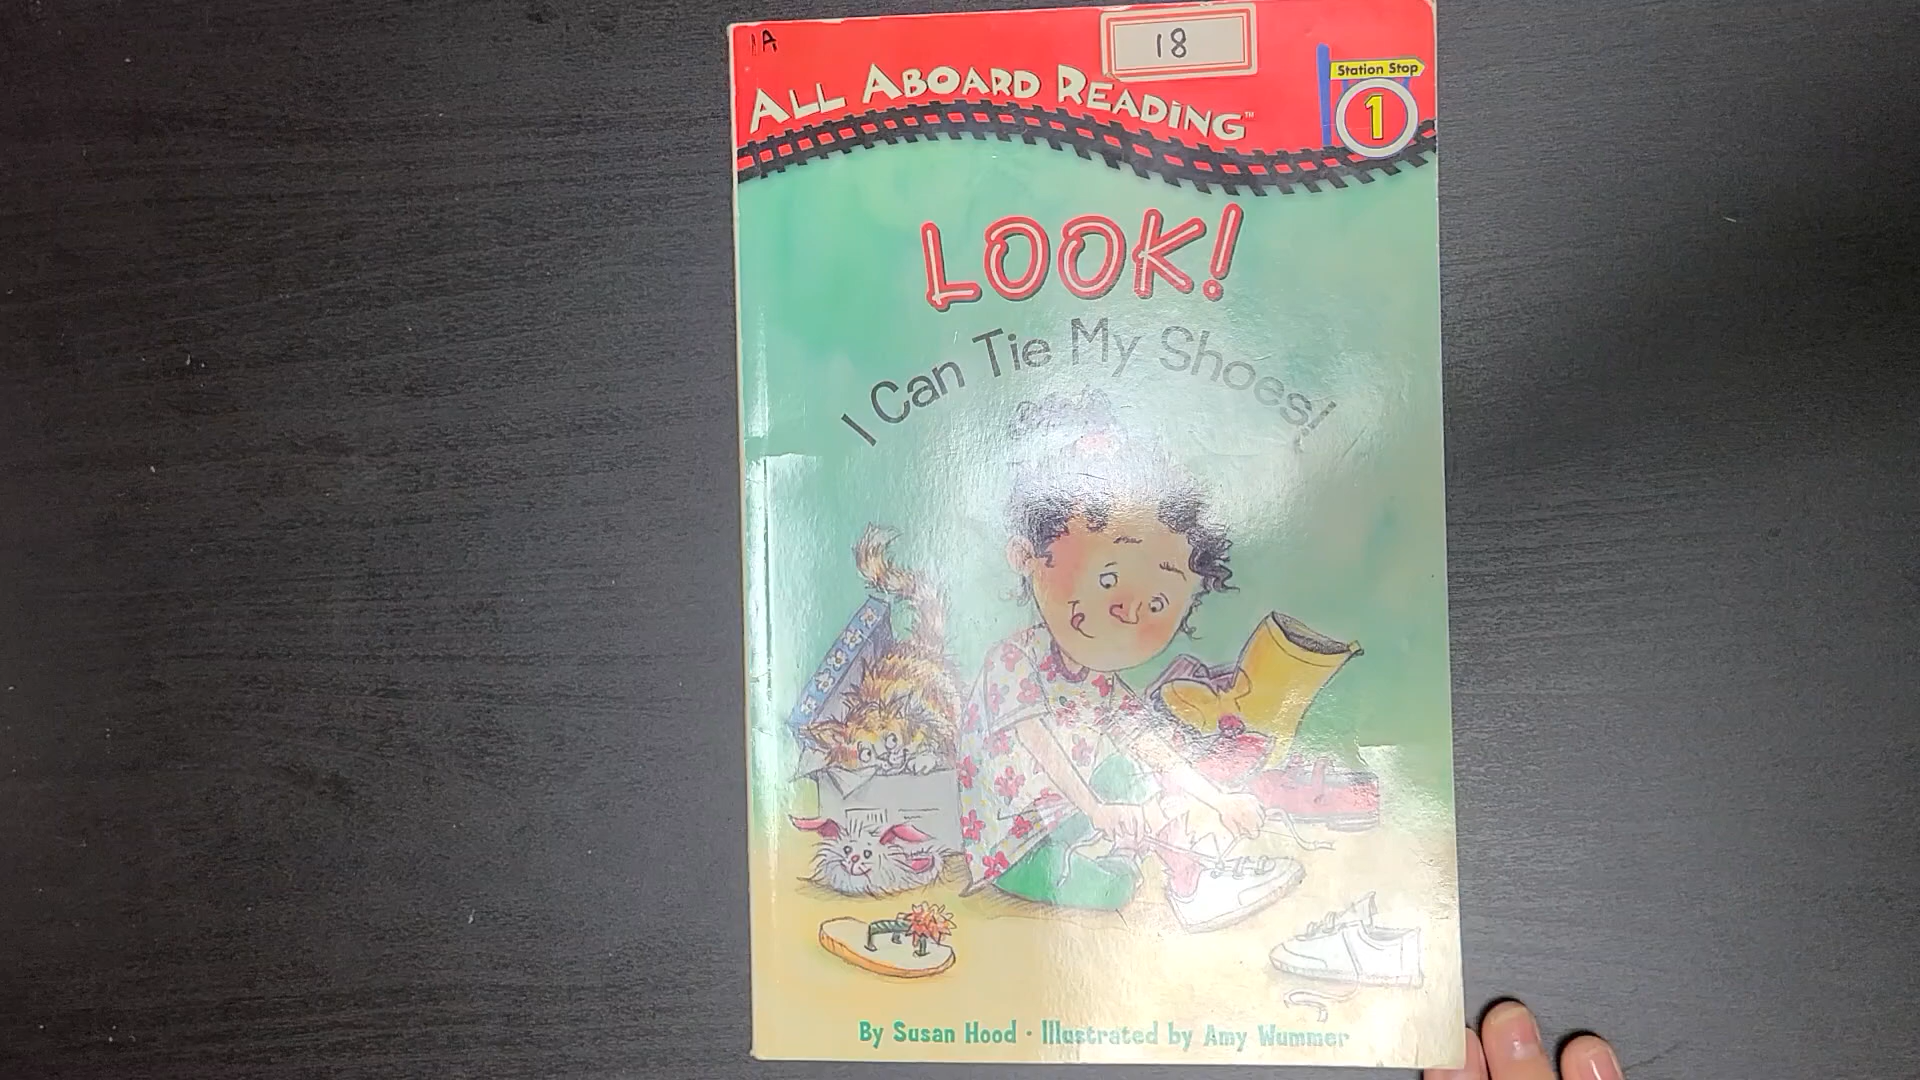 1A
18
ALL ABOARD READING™
Station Stop
1
LOOK!
I Can Tie My Shoes!
By Susan Hood · Illustrated by Amy Wummer